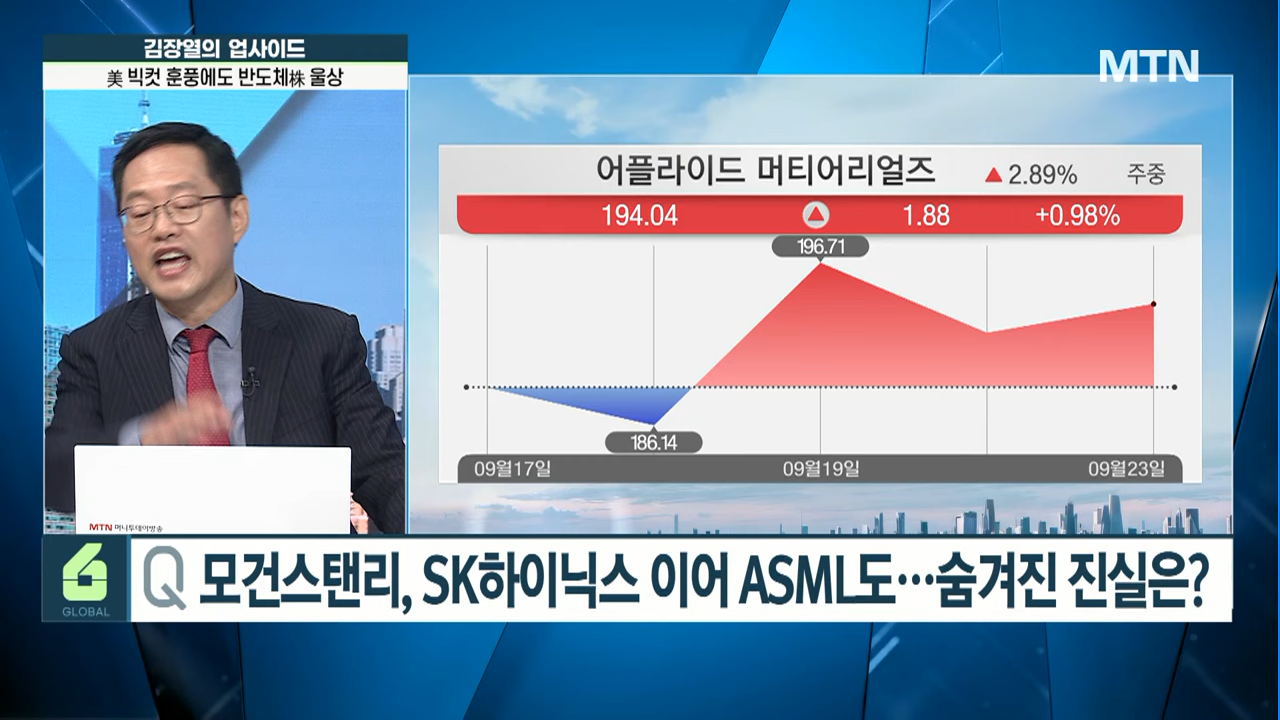 김장열의 업사이드
美 빅컷 훈풍에도 반도체株 울상
MTN
어플라이드 머티어리얼즈 ▲2.89% 주중
194.04 ▲ 1.88 +0.98%
196.71
186.14
09월17일 09월19일 09월23일
MTN 머니투데이방송
6 GLOBAL
Q 모건스탠리, SK하이닉스 이어 ASML도…숨겨진 진실은?